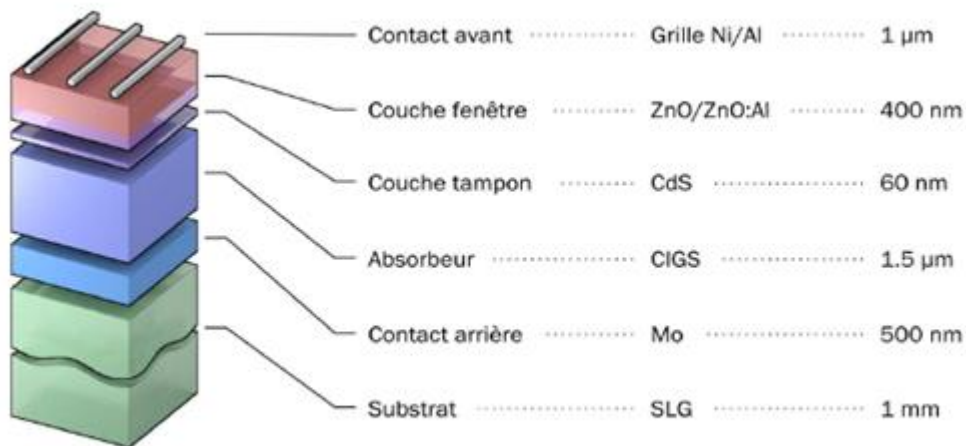 Contact avant Grille Ni/Al 1 µm
Couche fenêtre ZnO/ZnO:Al 400 nm
Couche tampon CdS 60 nm
Absorbeur CIGS 1.5 µm
Contact arrière Mo 500 nm
Substrat SLG 1 mm